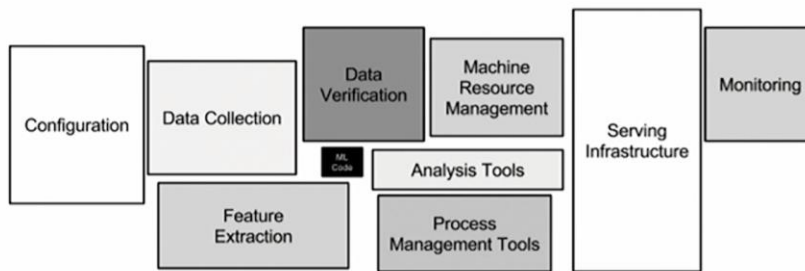 Configuration
Data Collection
Data
Verification
Machine
Resource
Management
Serving
Infrastructure
Monitoring
ML
Code
Analysis Tools
Feature
Extraction
Process
Management Tools